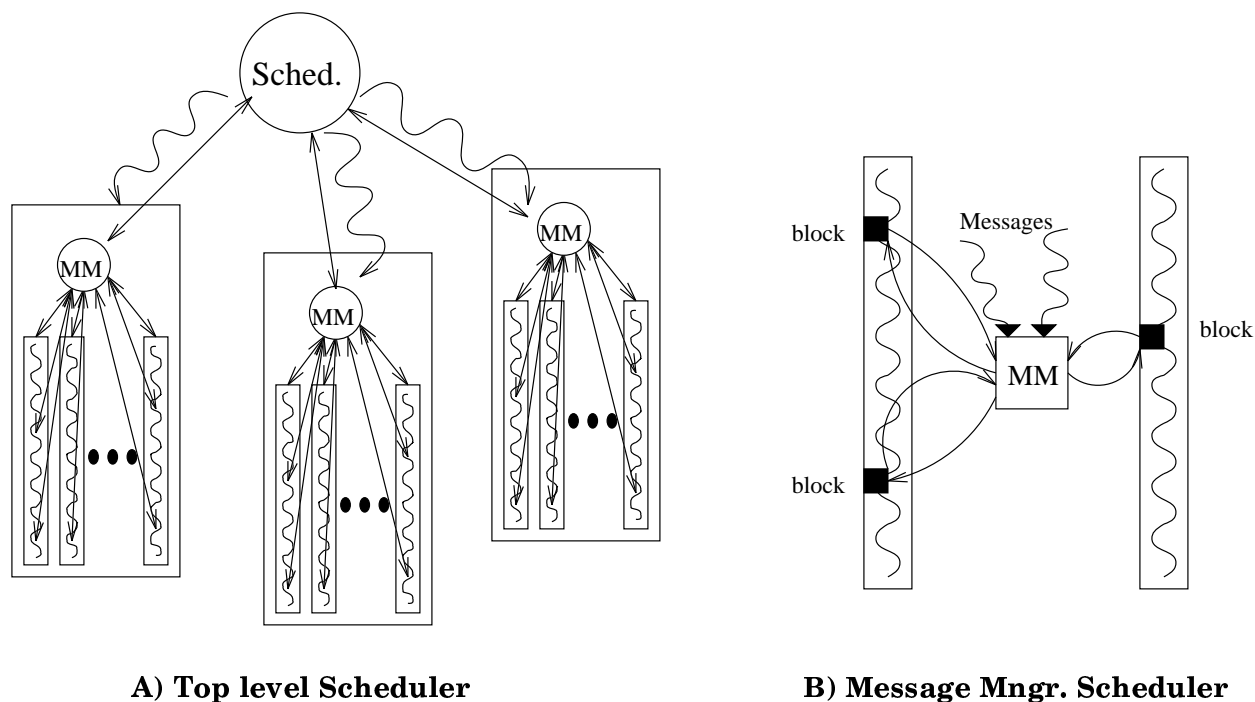 Sched.
MM
MM
MM
Messages
block
block
MM
block
A) Top level Scheduler
B) Message Mngr. Scheduler